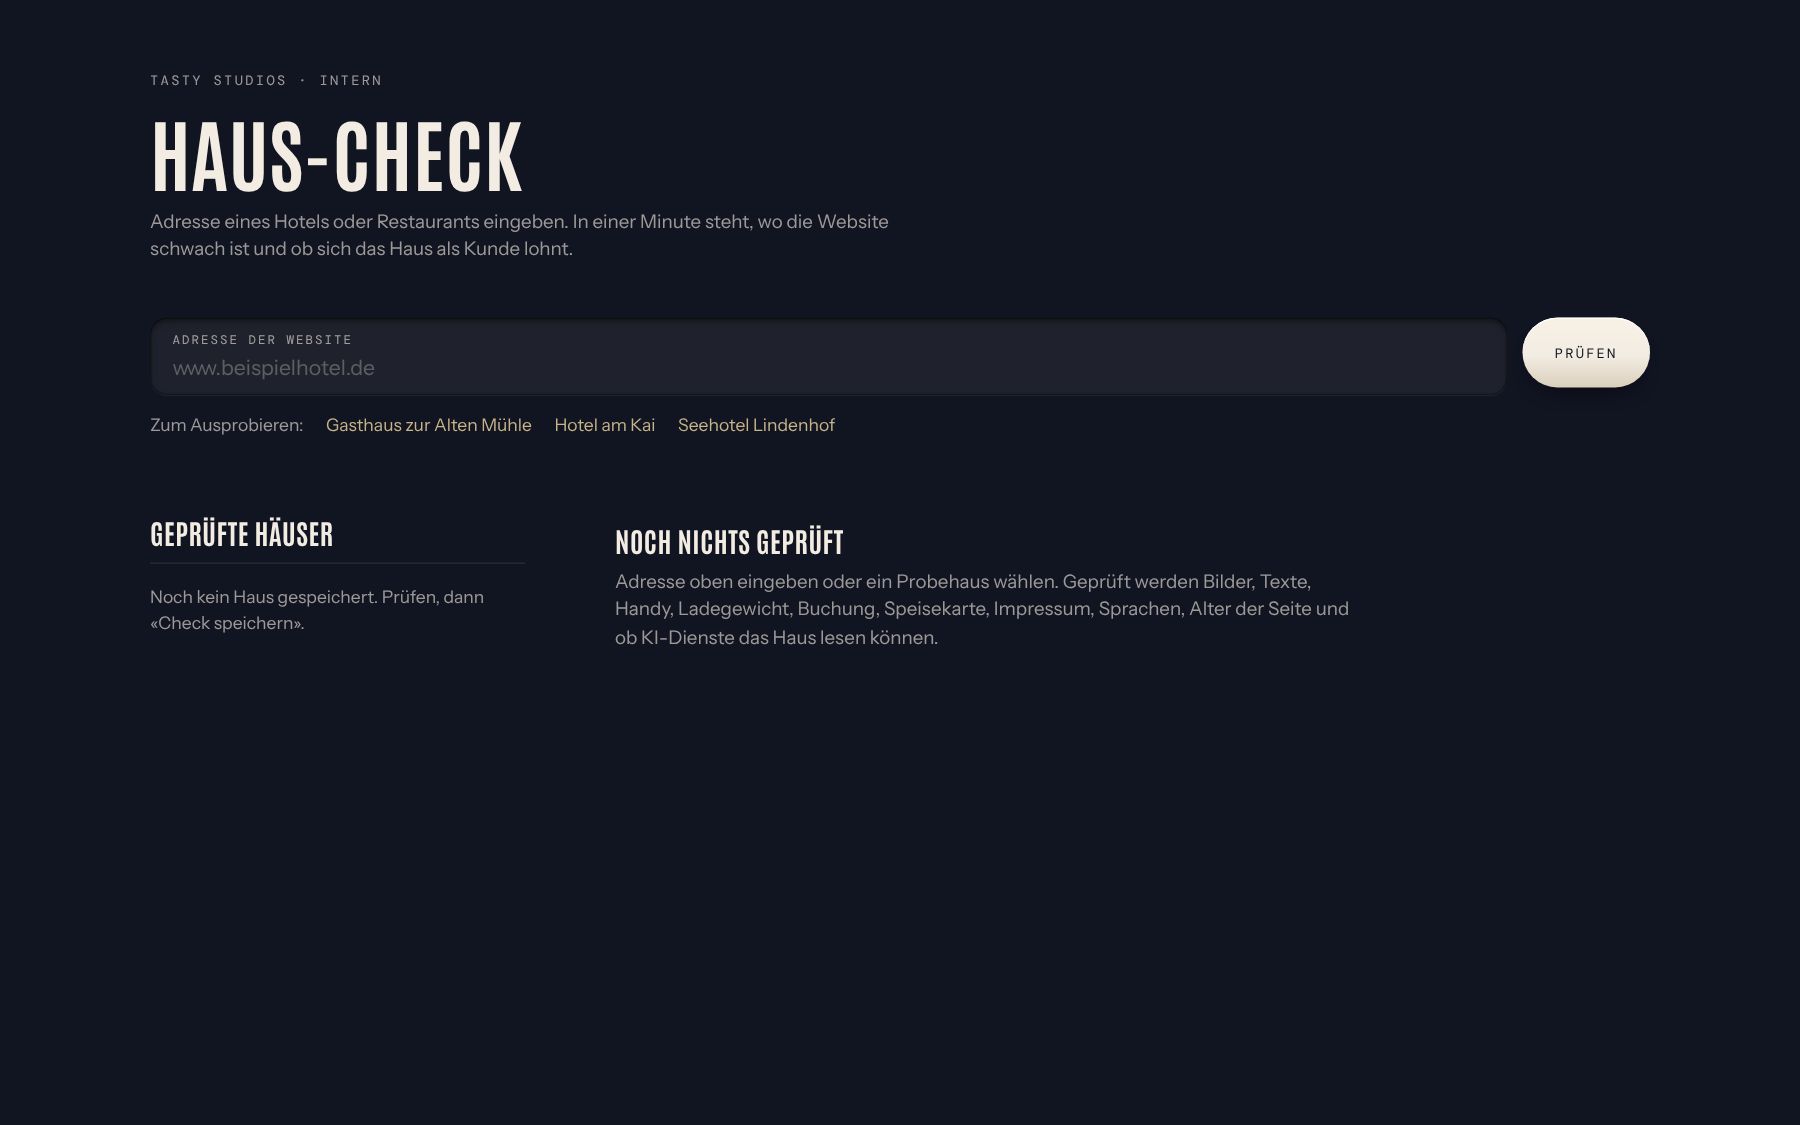 TASTY STUDIOS · INTERN
HAUS-CHECK
Adresse eines Hotels oder Restaurants eingeben. In einer Minute steht, wo die Website
schwach ist und ob sich das Haus als Kunde lohnt.
ADRESSE DER WEBSITE
www.beispielhotel.de
PRÜFEN
Zum Ausprobieren: Gasthaus zur Alten Mühle Hotel am Kai Seehotel Lindenhof
GEPRÜFTE HÄUSER
Noch kein Haus gespeichert. Prüfen, dann
«Check speichern».
NOCH NICHTS GEPRÜFT
Adresse oben eingeben oder ein Probehaus wählen. Geprüft werden Bilder, Texte,
Handy, Ladegewicht, Buchung, Speisekarte, Impressum, Sprachen, Alter der Seite und
ob KI-Dienste das Haus lesen können.